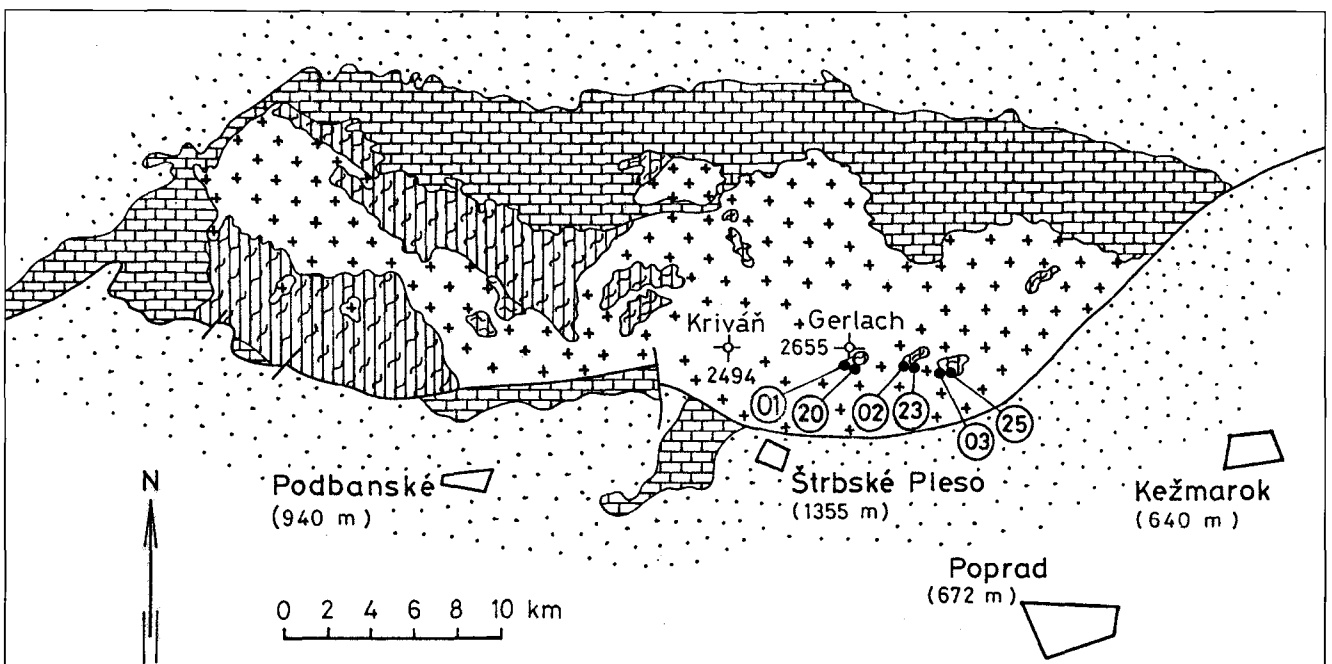 Kriváň
2494
Gerlach
2655
01
20
02
23
03
25
N
Podbanské
(940 m)
Štrbské Pleso
(1355 m)
Kežmarok
(640 m)
Poprad
(672 m)
0 2 4 6 8 10 km